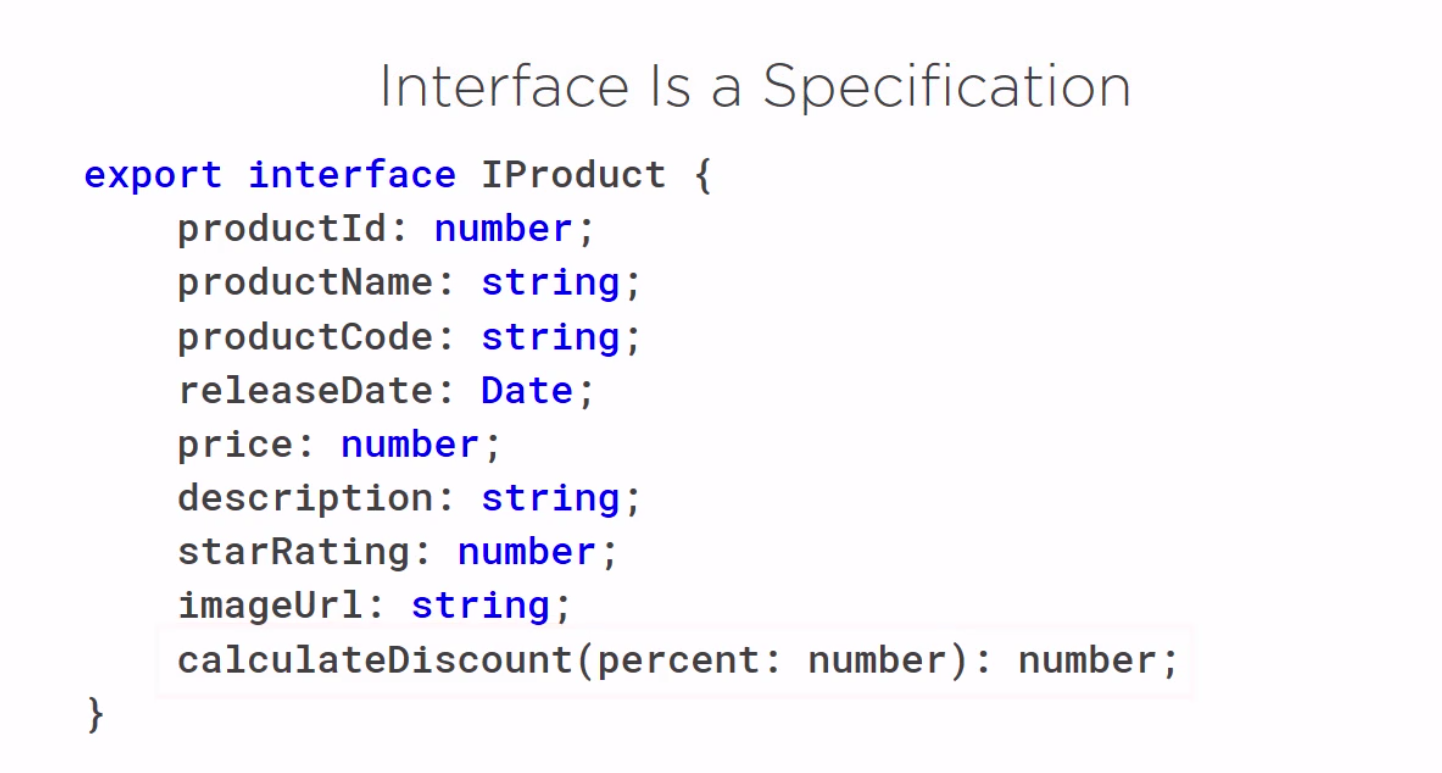 Interface Is a Specification
export interface IProduct {
    productId: number;
    productName: string;
    productCode: string;
    releaseDate: Date;
    price: number;
    description: string;
    starRating: number;
    imageUrl: string;
    calculateDiscount(percent: number): number;
}